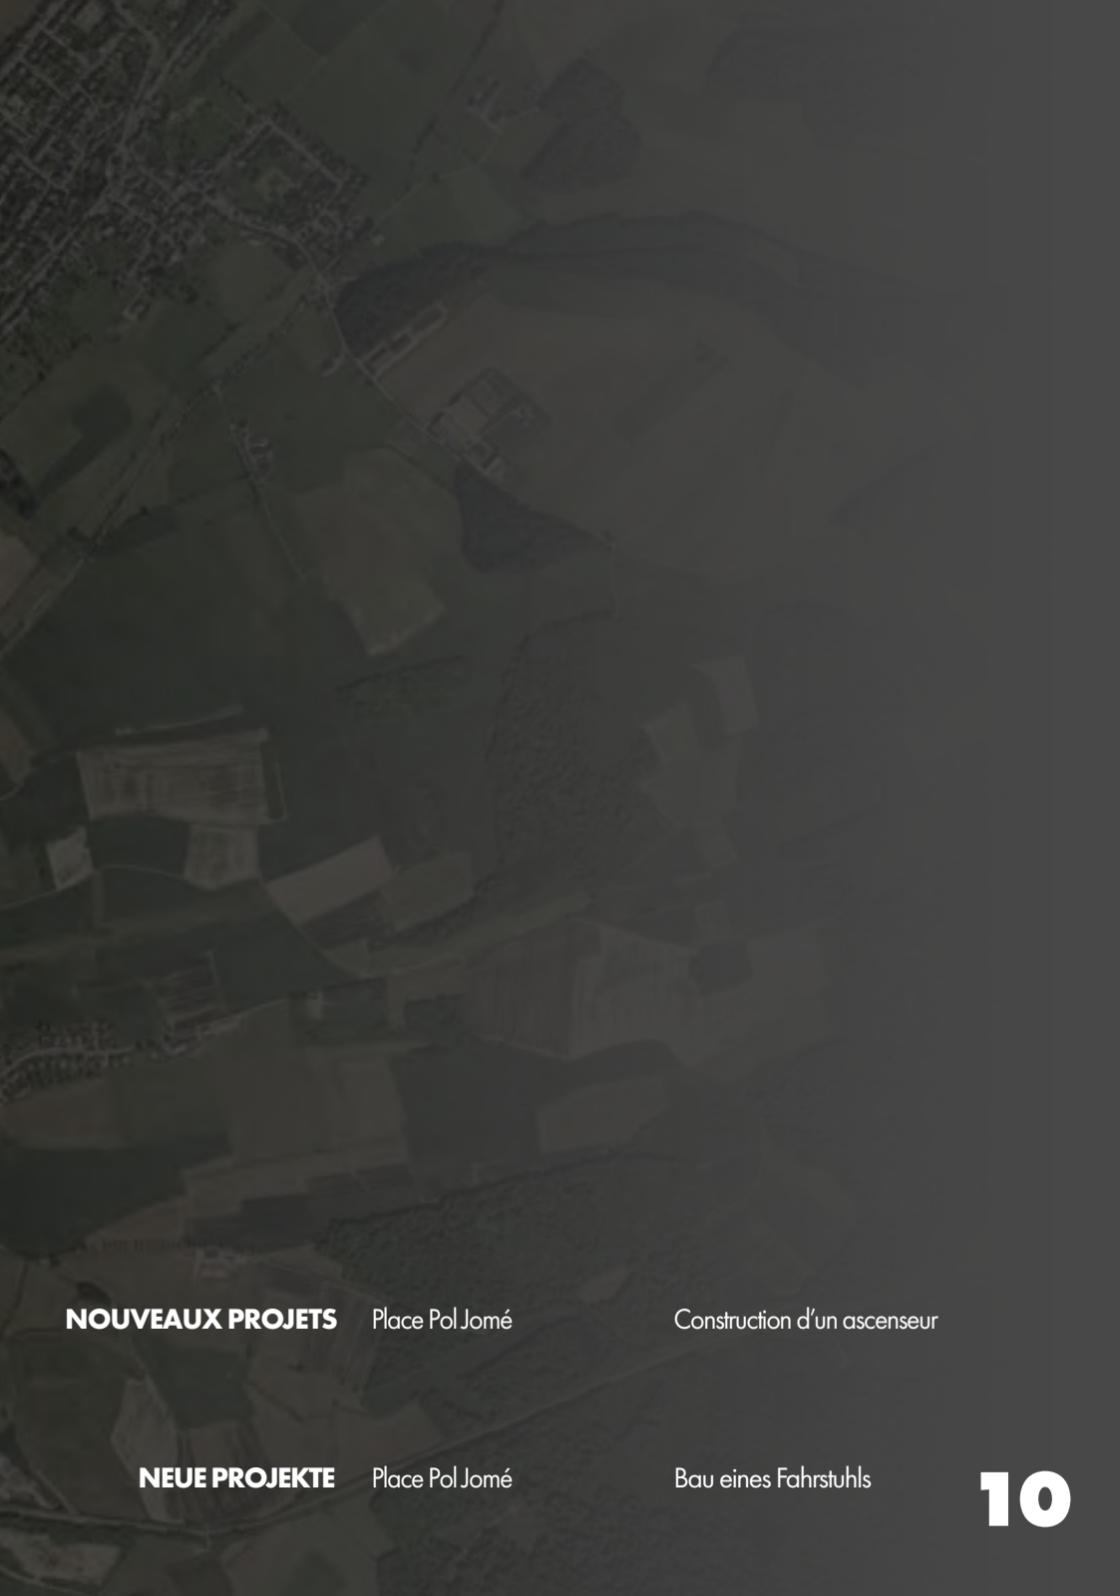 NOUVEAUX PROJETS Place Pol Jomé Construction d'un ascenseur
NEUE PROJEKTE Place Pol Jomé Bau eines Fahrstuhls
10